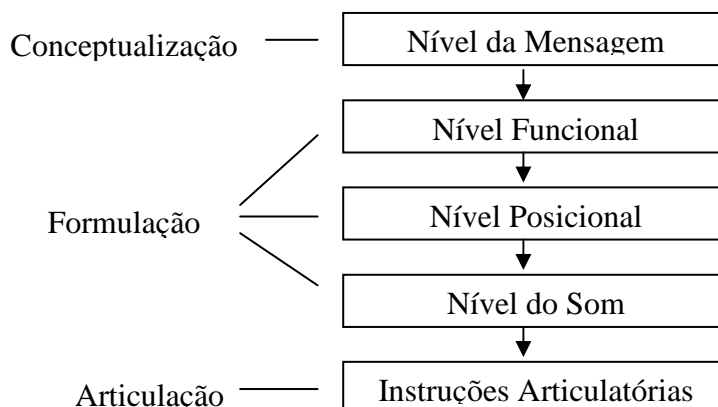 Conceptualização
Nível da Mensagem
Nível Funcional
Formulação
Nível Posicional
Nível do Som
Articulação
Instruções Articulatórias